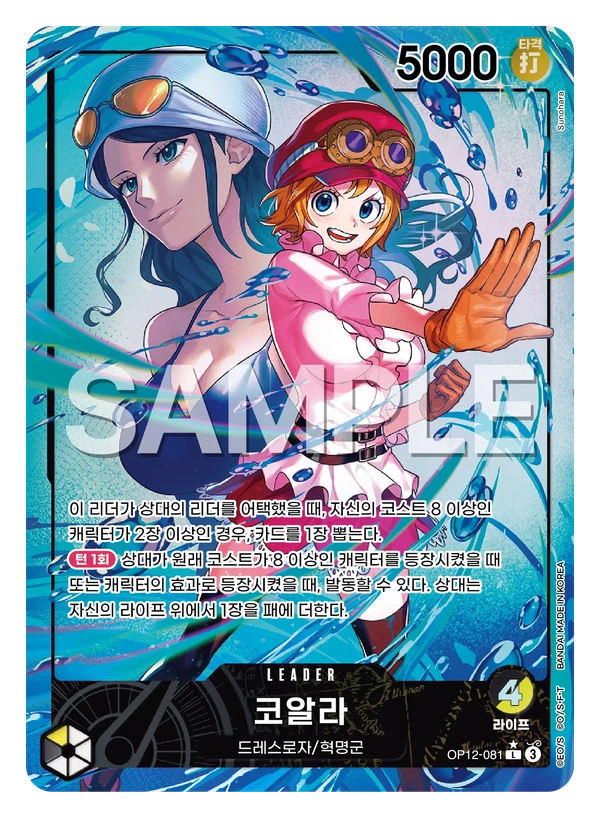 타격
5000 打
Sunohara
SAMPLE
이 리더가 상대의 리더를 어택했을 때, 자신의 코스트 8 이상인
캐릭터가 2장 이상인 경우, 카드를 1장 뽑는다.
턴 1회 상대가 원래 코스트가 8 이상인 캐릭터를 등장시켰을 때
또는 캐릭터의 효과로 등장시켰을 때, 발동할 수 있다. 상대는
자신의 라이프 위에서 1장을 패에 더한다.
LEADER
코알라
드레스로자/혁명군
4
라이프
OP12-081 L 3
©E.O/S ©O/S·F·T BANDAI MADE IN KOREA